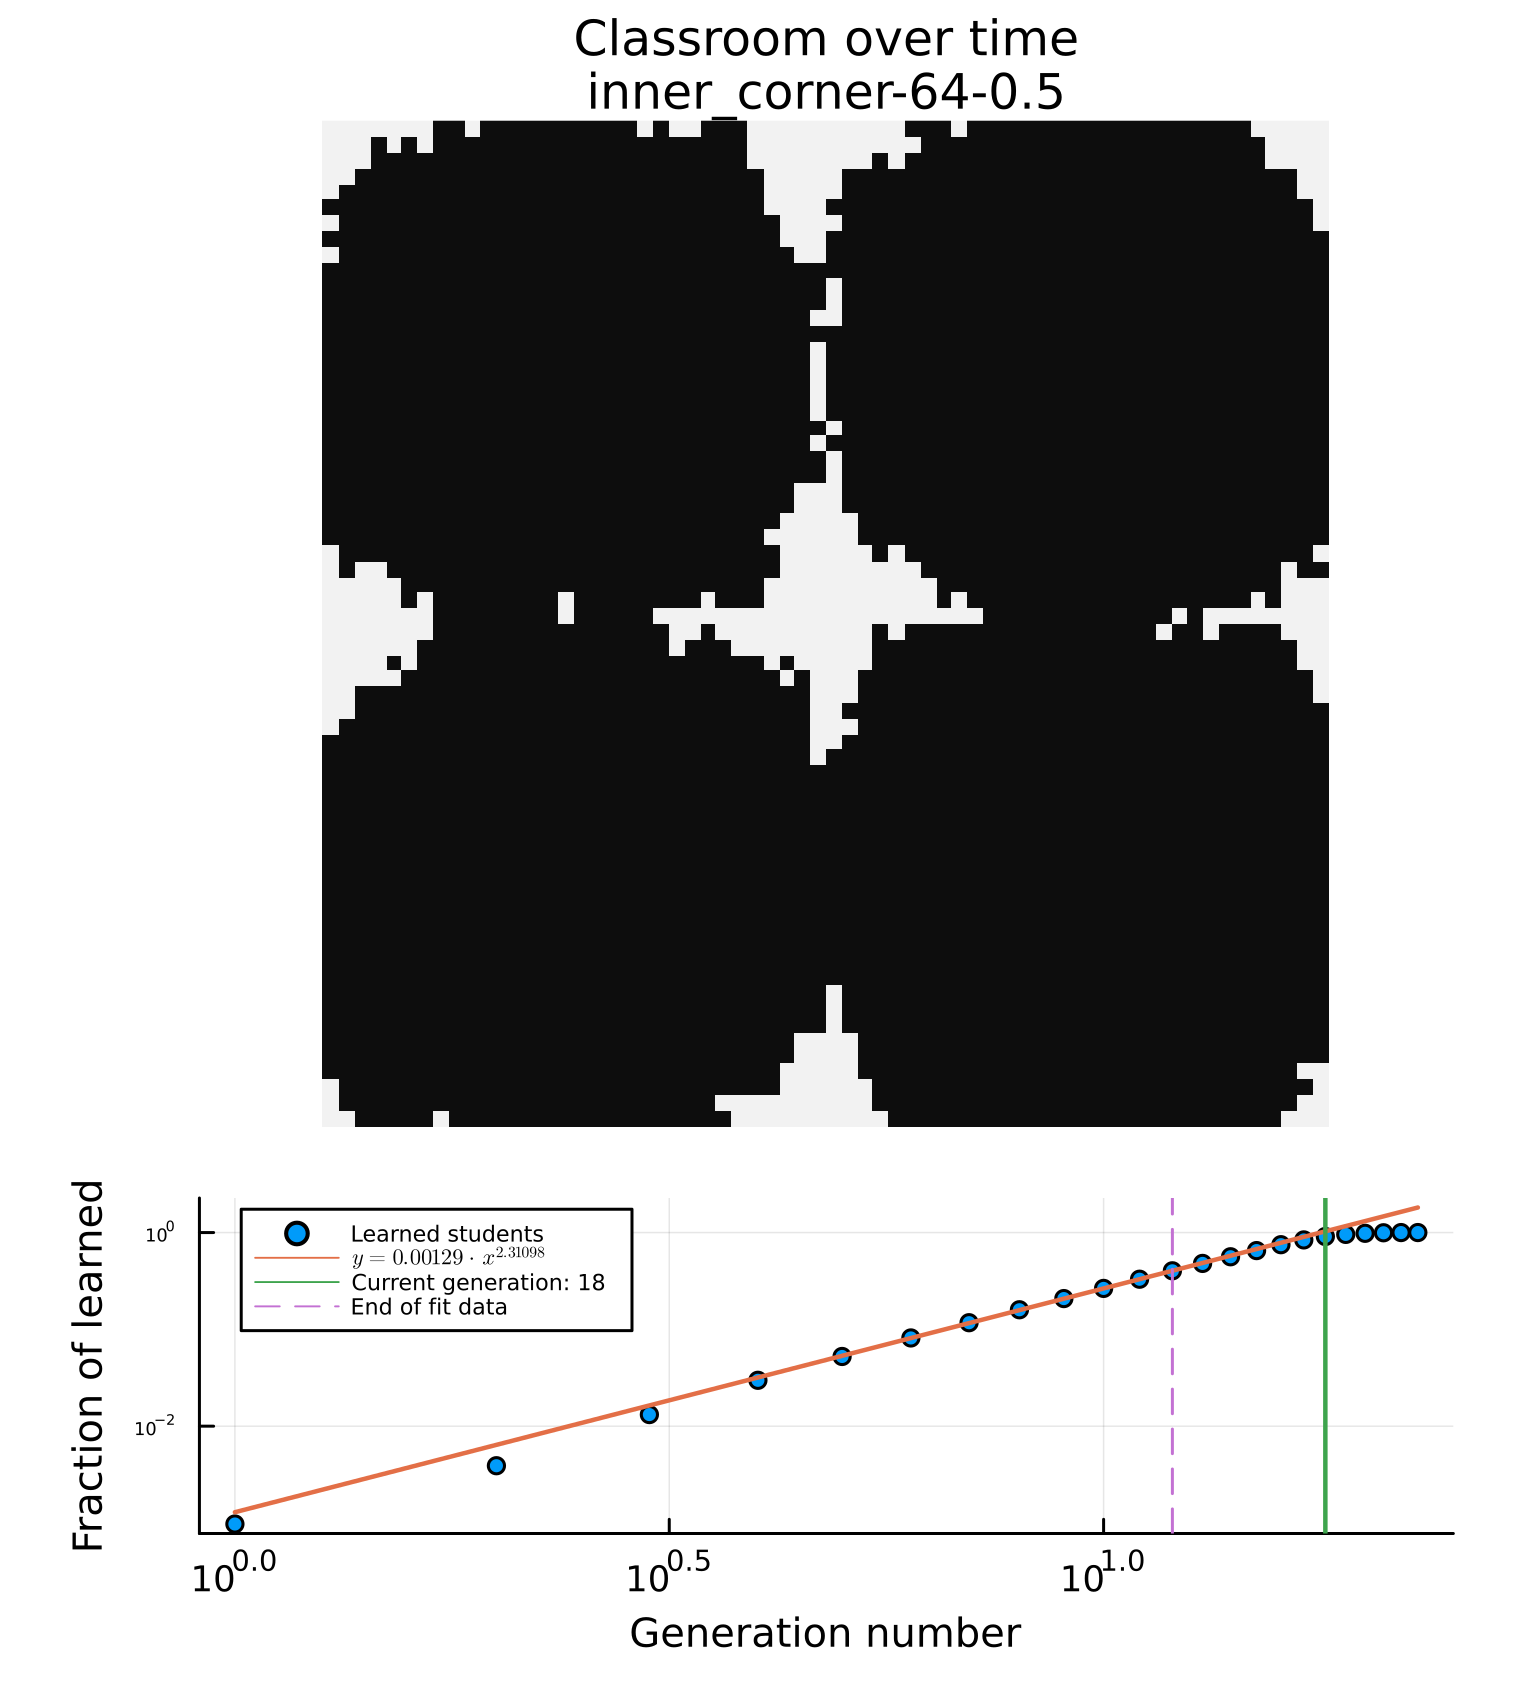 Classroom over time
inner_corner-64-0.5
Fraction of learned
10^0
10^-2
Learned students
y = 0.00129 · x^2.31098
Current generation: 18
End of fit data
10^0.0 10^0.5 10^1.0
Generation number